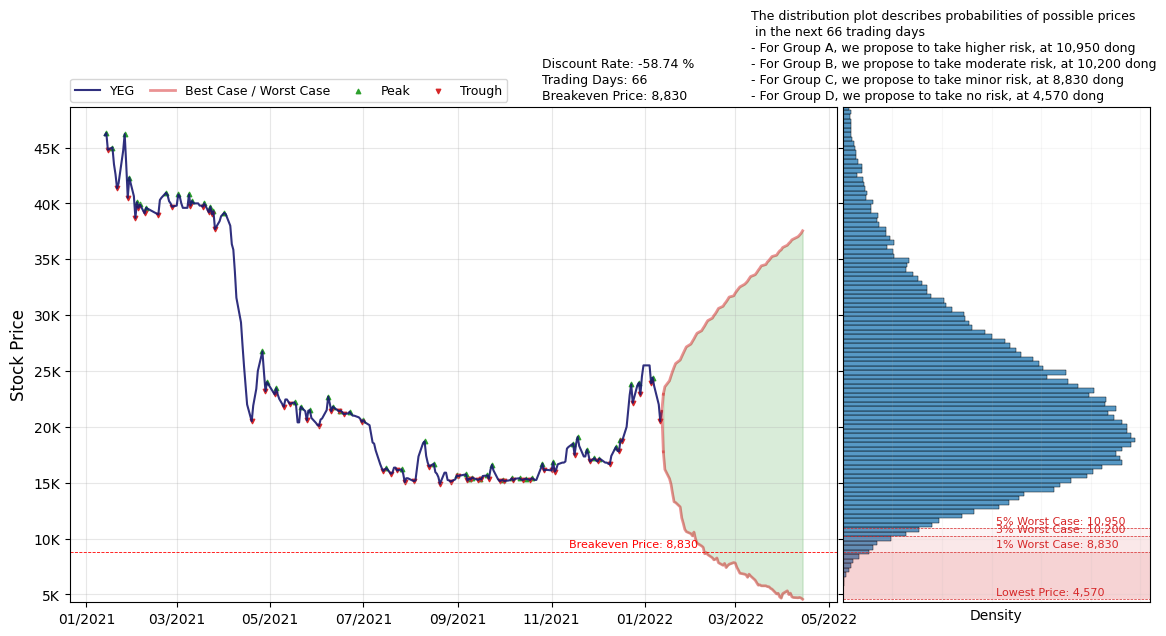 The distribution plot describes probabilities of possible prices
in the next 66 trading days
- For Group A, we propose to take higher risk, at 10,950 dong
- For Group B, we propose to take moderate risk, at 10,200 dong
- For Group C, we propose to take minor risk, at 8,830 dong
- For Group D, we propose to take no risk, at 4,570 dong
Discount Rate: -58.74 %
Trading Days: 66
Breakeven Price: 8,830
YEG
Best Case / Worst Case
Peak
Trough
Stock Price
45K
40K
35K
30K
25K
20K
15K
10K
5K
Breakeven Price: 8,830
5% Worst Case: 10,950
3% Worst Case: 10,200
1% Worst Case: 8,830
Lowest Price: 4,570
01/2021
03/2021
05/2021
07/2021
09/2021
11/2021
01/2022
03/2022
05/2022
Density